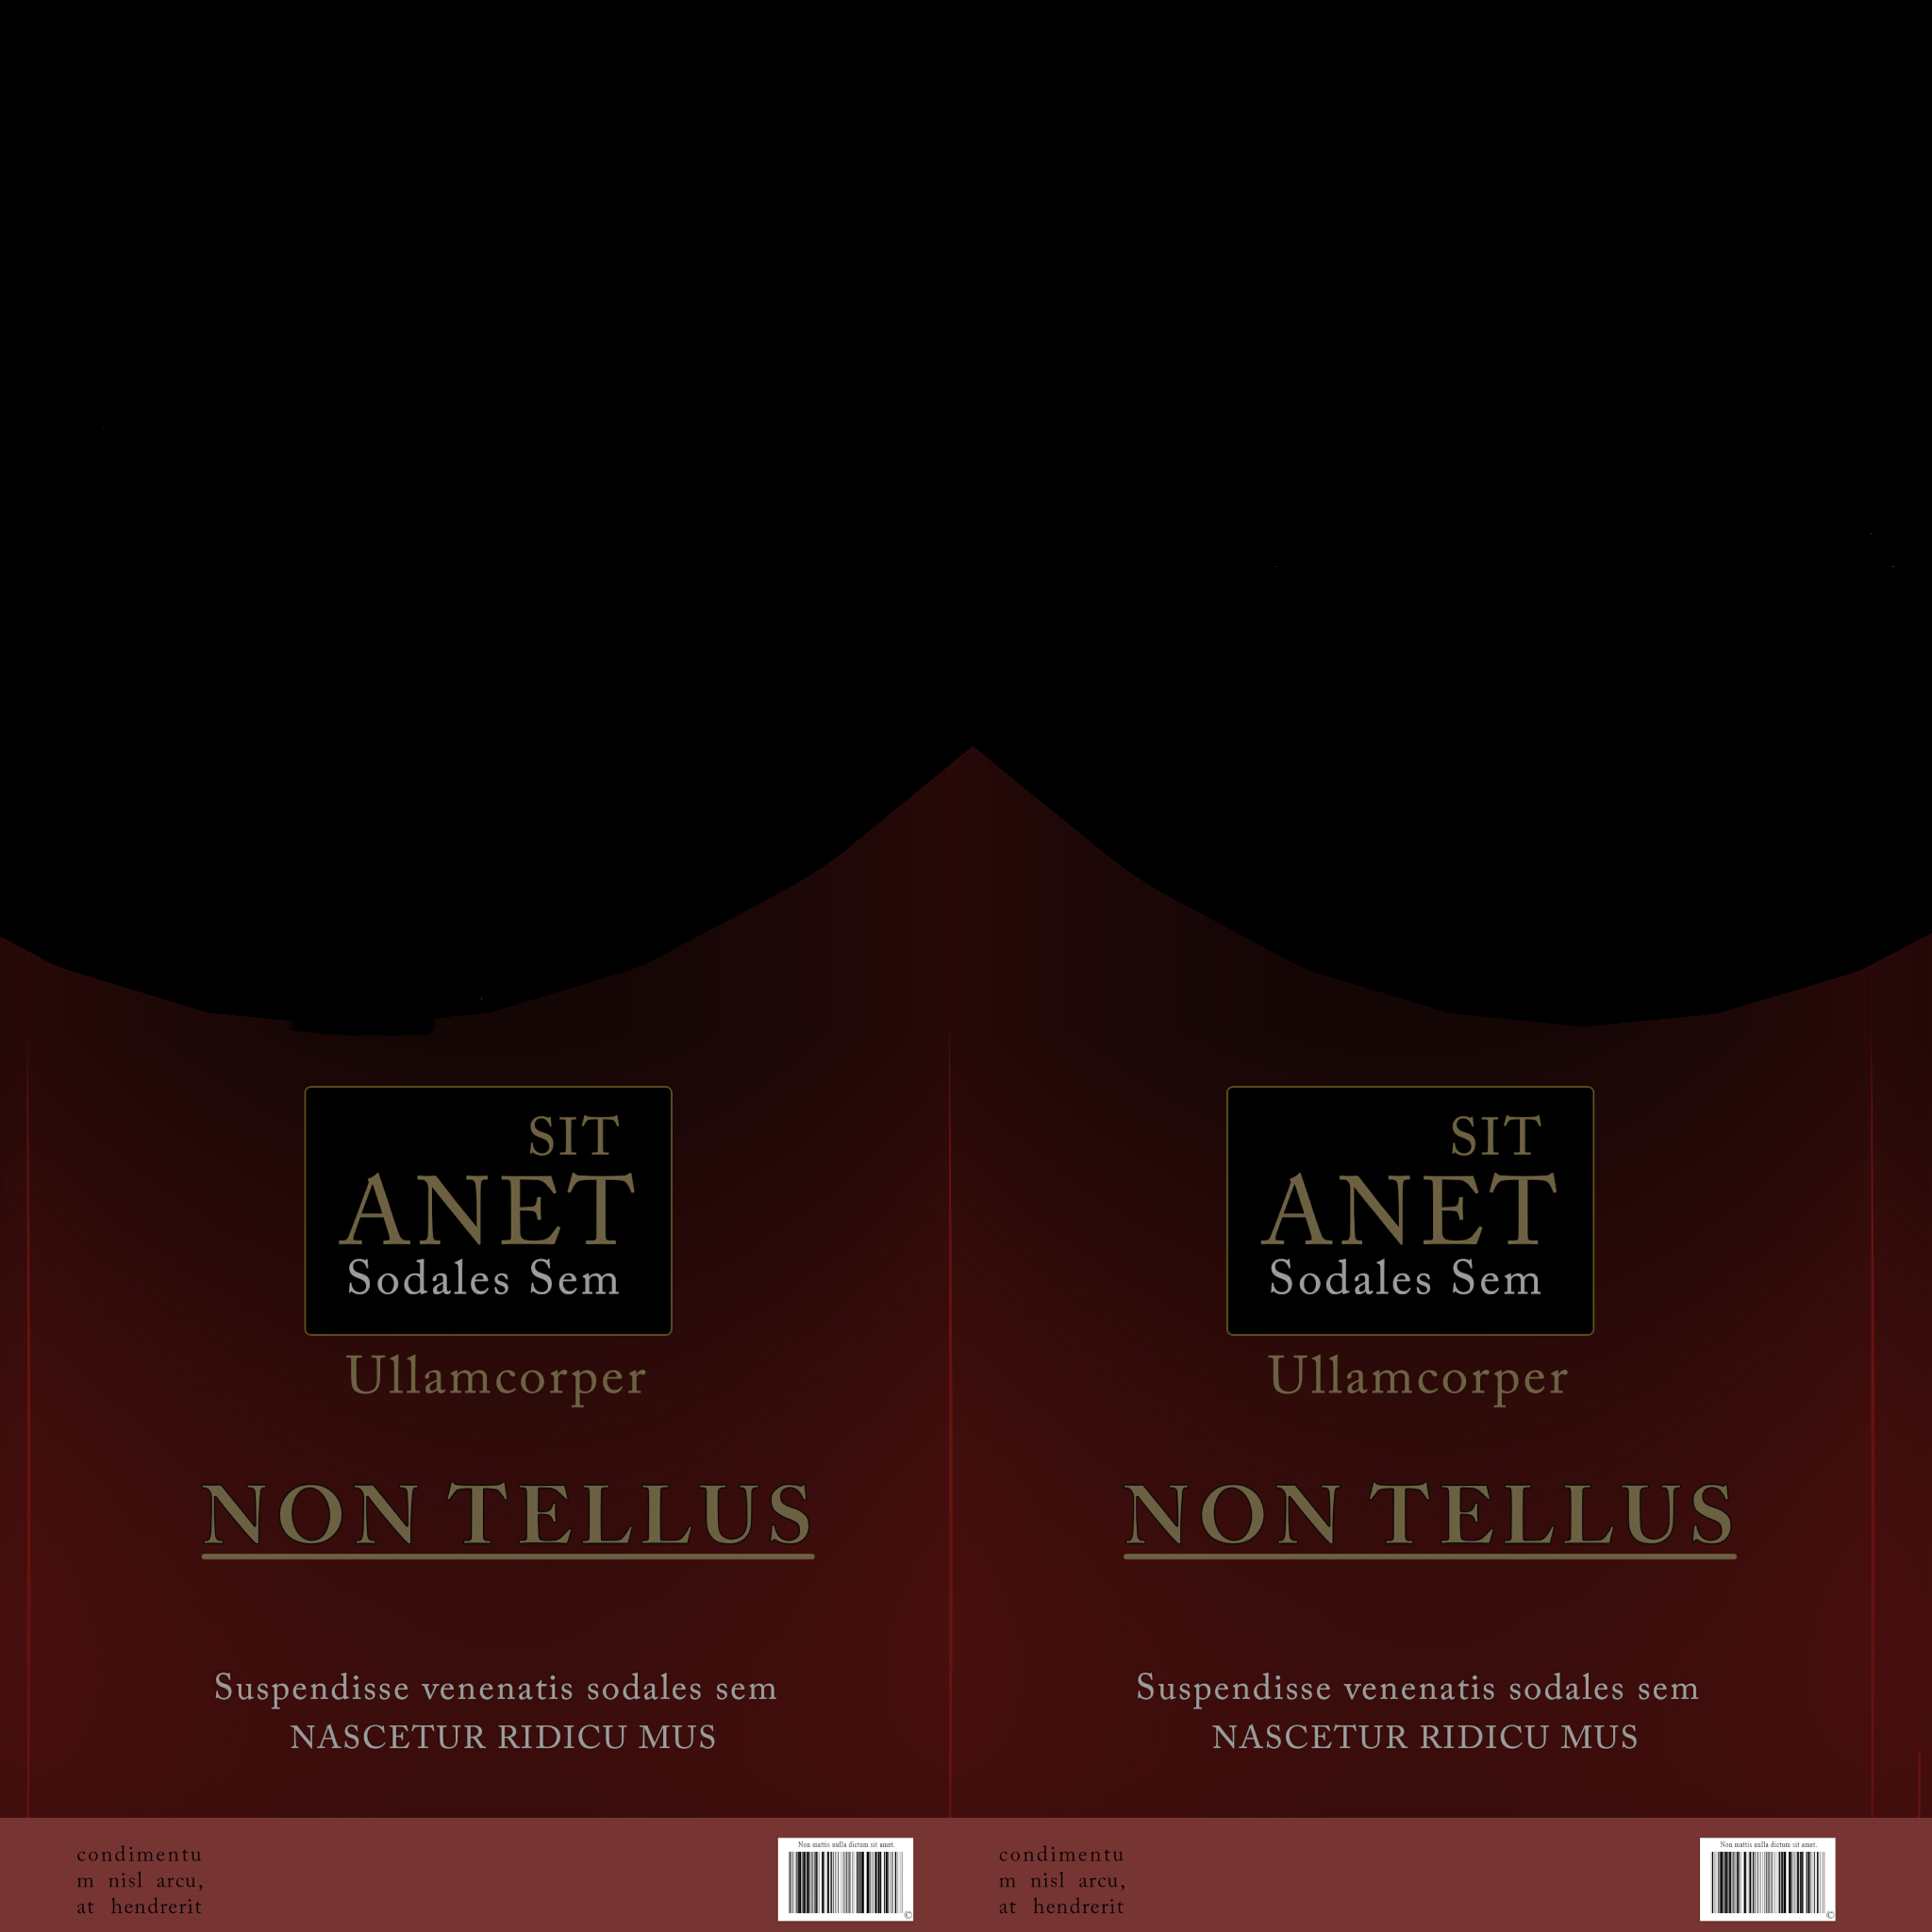 SIT
ANET
Sodales Sem
Ullamcorper
NON TELLUS
Suspendisse venenatis sodales sem
NASCETUR RIDICU MUS
condimentu
m nisl arcu,
at hendrerit
Non mattis nulla dictum sit amet.
©
SIT
ANET
Sodales Sem
Ullamcorper
NON TELLUS
Suspendisse venenatis sodales sem
NASCETUR RIDICU MUS
condimentu
m nisl arcu,
at hendrerit
Non mattis nulla dictum sit amet.
©